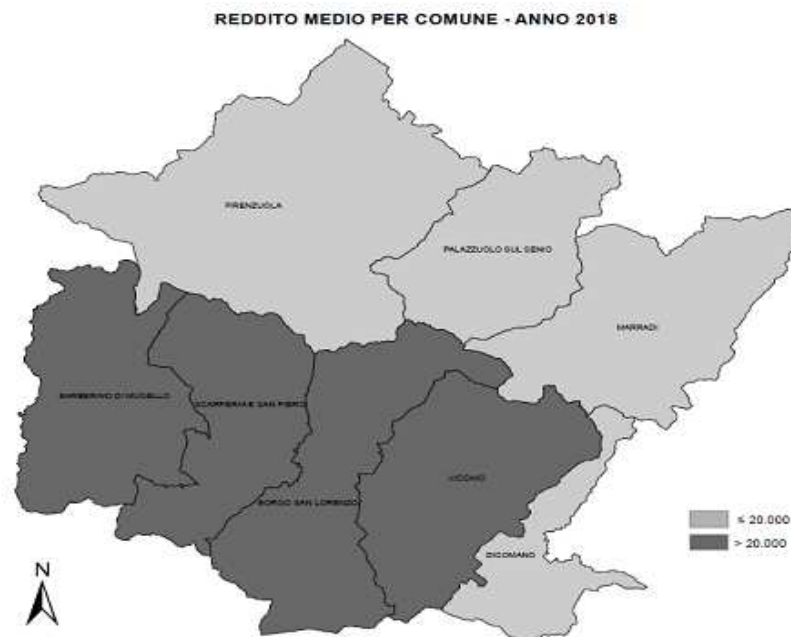 REDDITO MEDIO PER COMUNE - ANNO 2018
FIRENZUOLA
PALAZZUOLO SUL SENIO
MARRADI
BARBERINO DI MUGELLO
SCARPERIA E SAN PIERO
VICCHIO
BORGO SAN LORENZO
≤ 20.000
> 20.000
DICOMANO
N